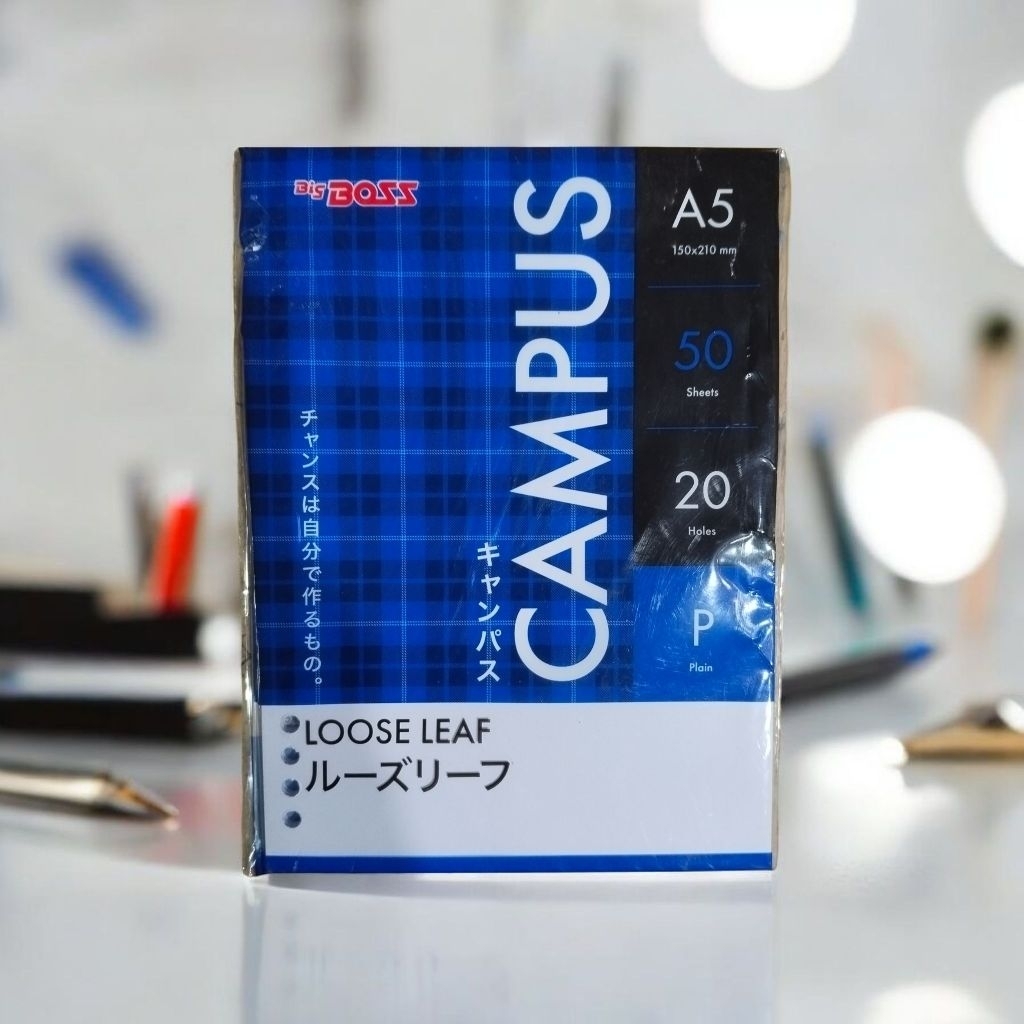 Big BOSS
CAMPUS
キャンパス
チャンスは自分で作るもの。
A5
150x210 mm
50
Sheets
20
Holes
P
Plain
LOOSE LEAF
ルーズリーフ